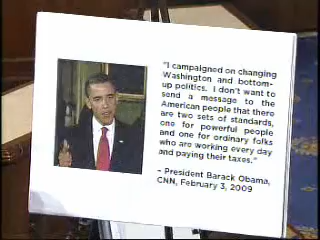 "I campaigned on changing
Washington and bottom-
up politics. I don't want to
send a message to the
American people that there
are two sets of standards,
one for powerful people
and one for ordinary folks
who are working every day
and paying their taxes."
- President Barack Obama,
CNN, February 3, 2009